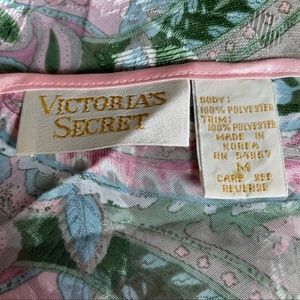 VICTORIA'S
SECRET
BODY:
100% POLYESTER
TRIM:
100% POLYESTER
MADE IN
KOREA
RN 54867
M
CARE SEE
REVERSE